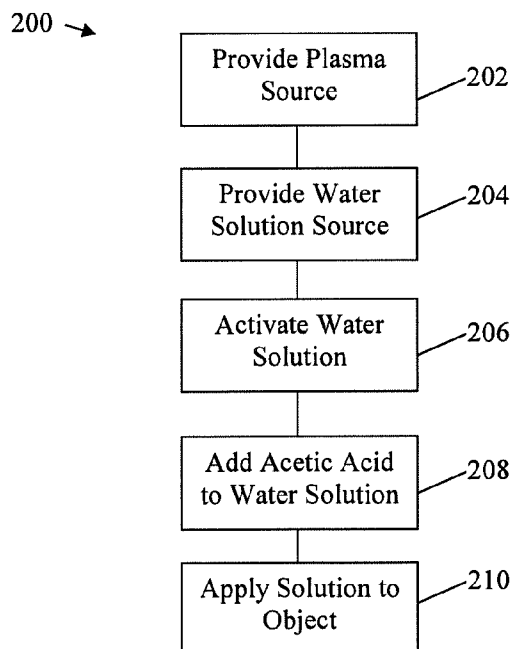 200
Provide Plasma
Source
202
Provide Water
Solution Source
204
Activate Water
Solution
206
Add Acetic Acid
to Water Solution
208
Apply Solution to
Object
210